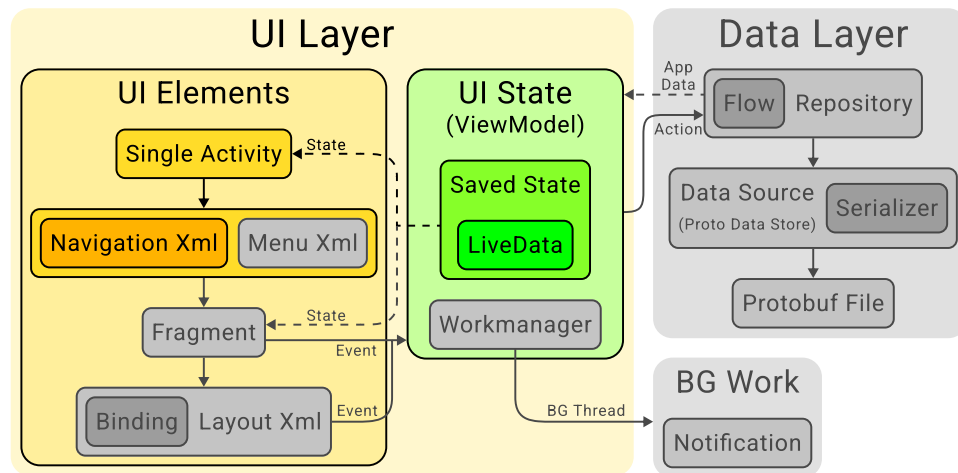 UI Layer
UI Elements
Single Activity
State
Navigation Xml
Menu Xml
Fragment
State
Event
Binding
Layout Xml
Event
UI State
(ViewModel)
Saved State
LiveData
Workmanager
BG Thread
Data Layer
App
Data
Action
Flow
Repository
Data Source
(Proto Data Store)
Serializer
Protobuf File
BG Work
Notification